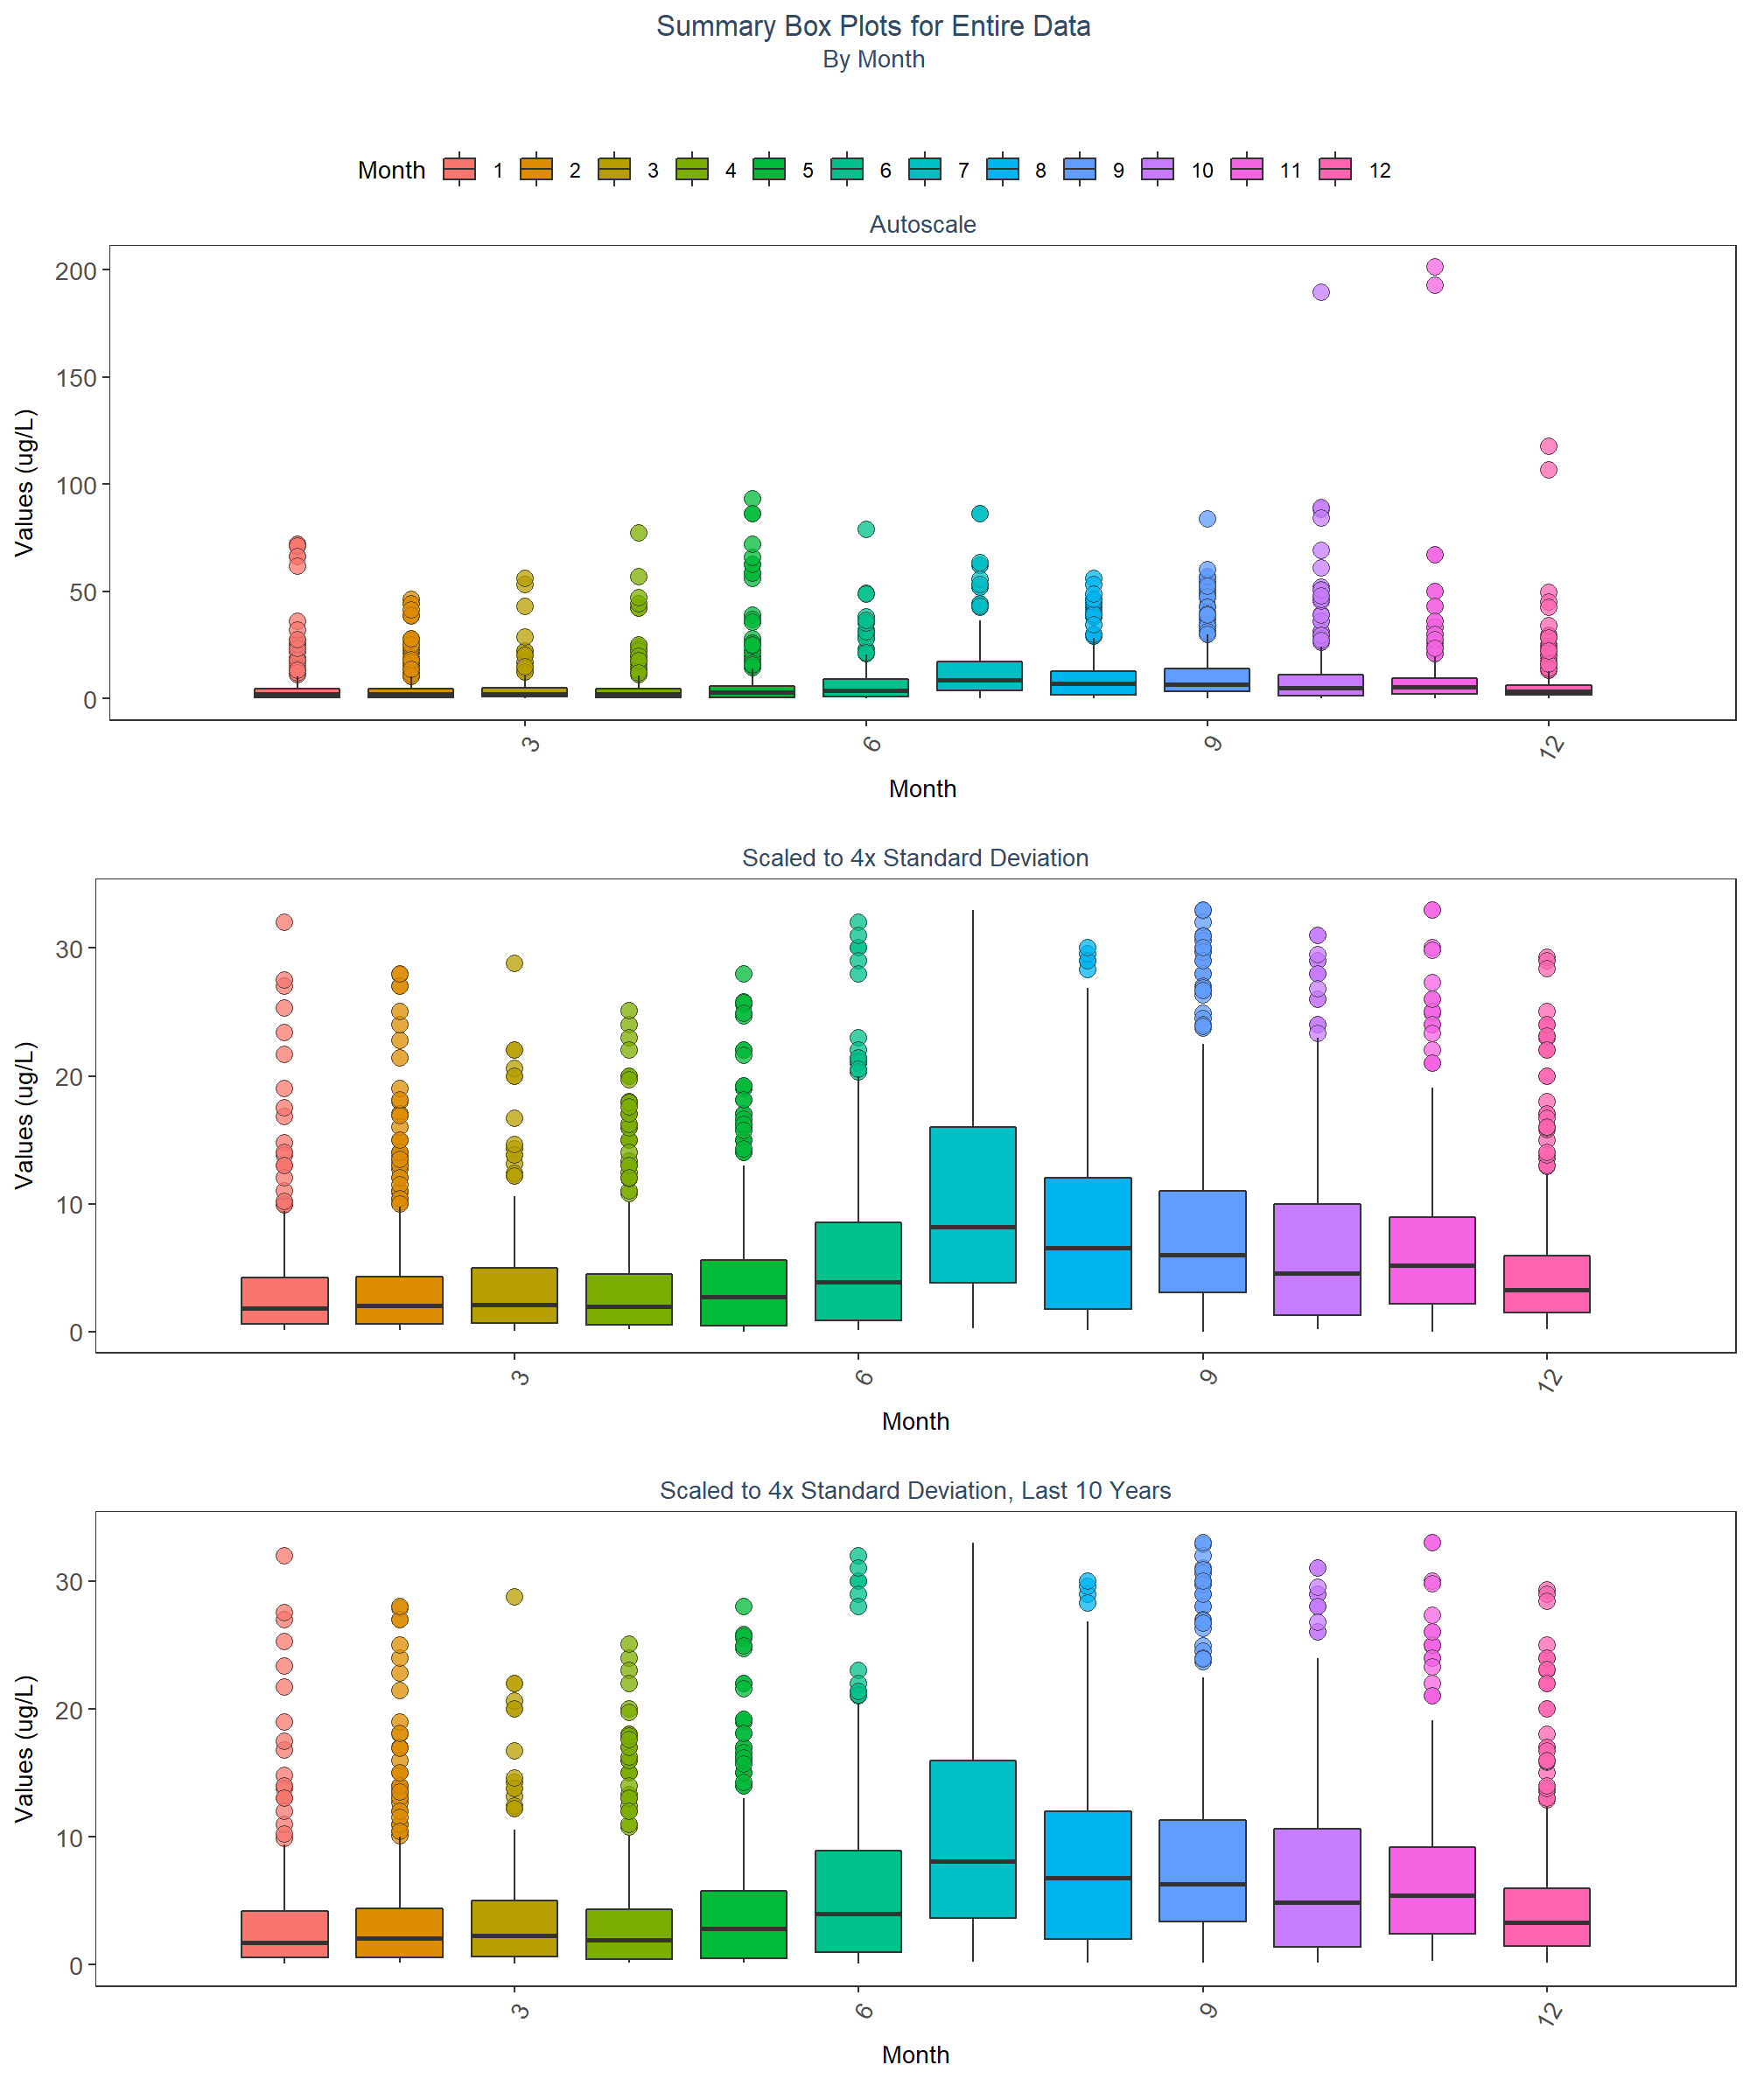 Summary Box Plots for Entire Data
By Month
Month 1 2 3 4 5 6 7 8 9 10 11 12
Autoscale
Values (ug/L)
200
150
100
50
0
3 6 9 12
Month
Scaled to 4x Standard Deviation
Values (ug/L)
30
20
10
0
3 6 9 12
Month
Scaled to 4x Standard Deviation, Last 10 Years
Values (ug/L)
30
20
10
0
3 6 9 12
Month